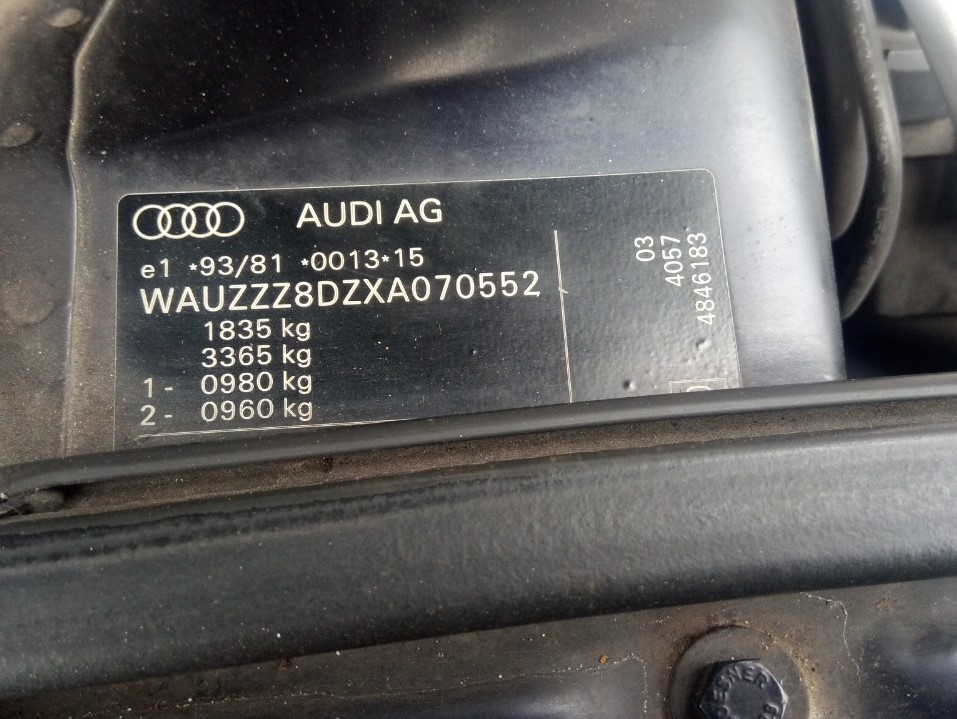 AUDI AG
e1 *93/81 *0013*15
WAUZZZ8DZXA070552
1835 kg
3365 kg
1- 0980 kg
2- 0960 kg
03
4057
4846183